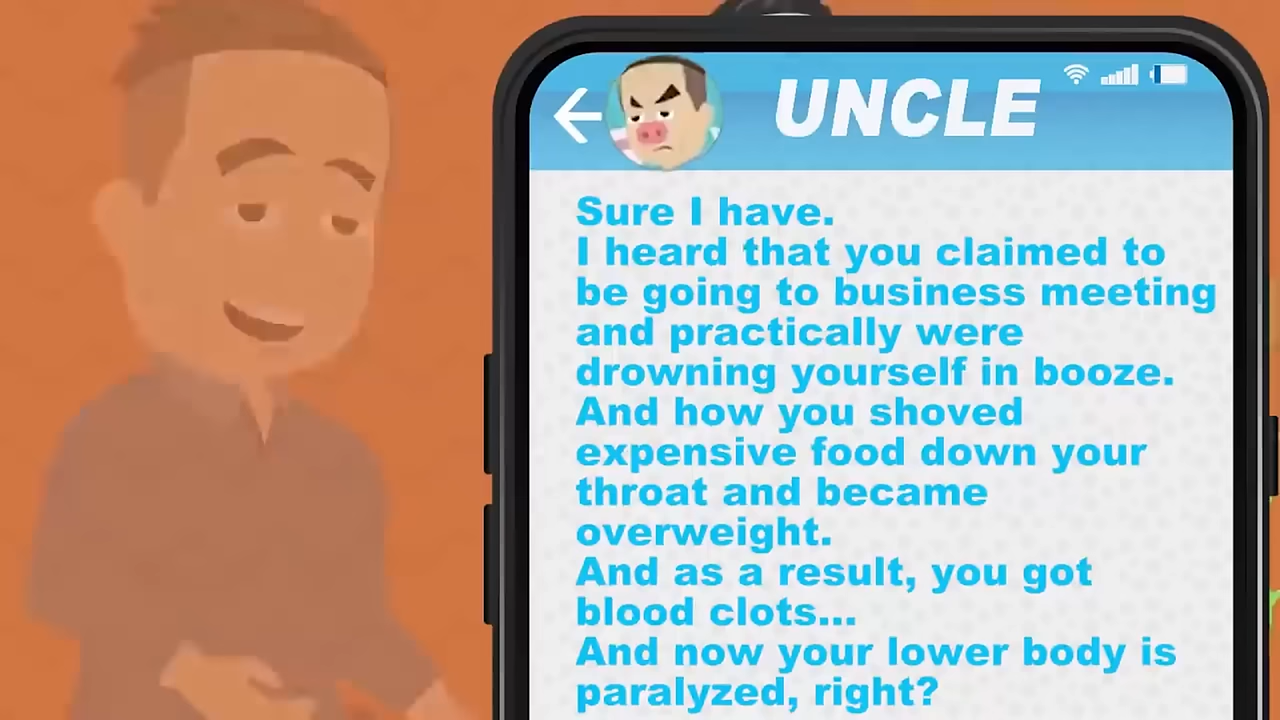 UNCLE
Sure I have.
I heard that you claimed to
be going to business meeting
and practically were
drowning yourself in booze.
And how you shoved
expensive food down your
throat and became
overweight.
And as a result, you got
blood clots...
And now your lower body is
paralyzed, right?